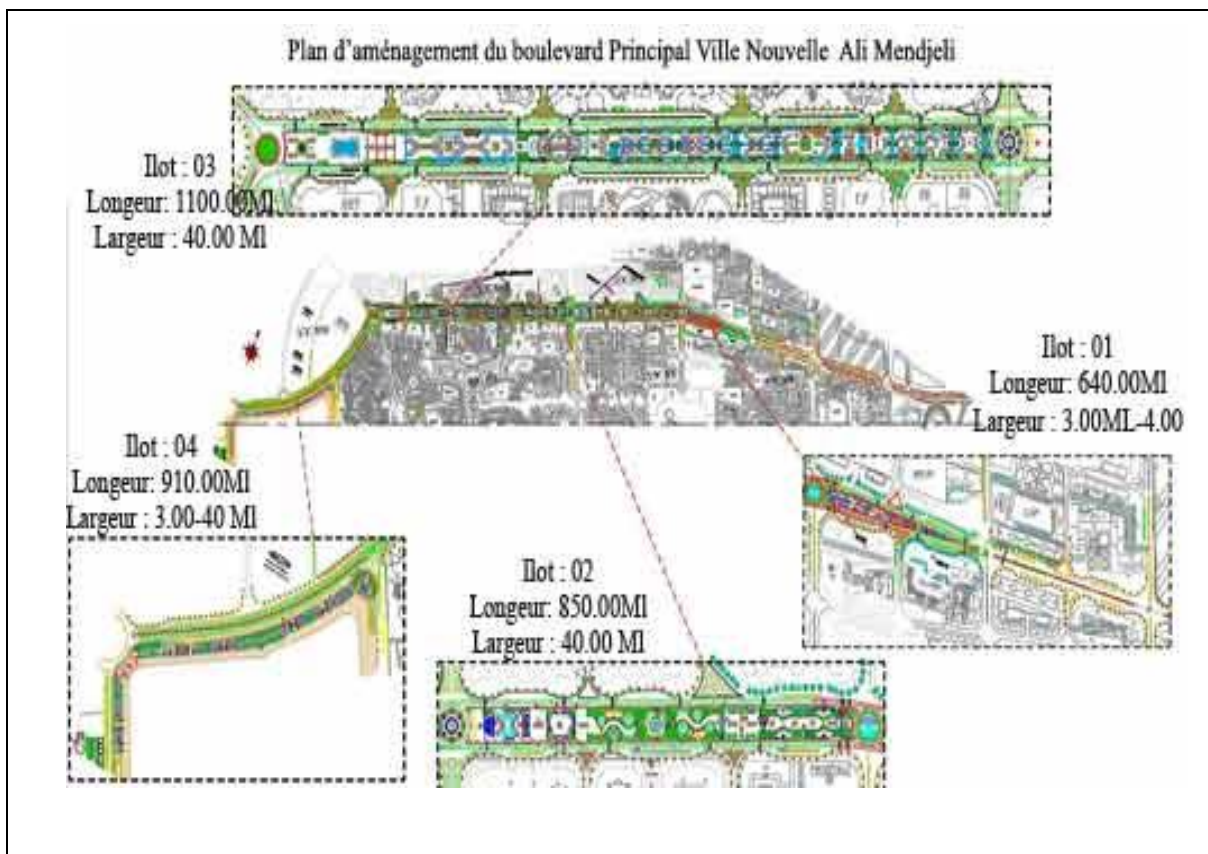 Plan d'aménagement du boulevard Principal Ville Nouvelle Ali Mendjeli
Ilot : 03
Longeur: 1100.00Ml
Largeur : 40.00 Ml
Ilot : 01
Longeur: 640.00Ml
Largeur : 3.00ML-4.00
Ilot : 04
Longeur: 910.00Ml
Largeur : 3.00-40 Ml
Ilot : 02
Longeur: 850.00Ml
Largeur : 40.00 Ml